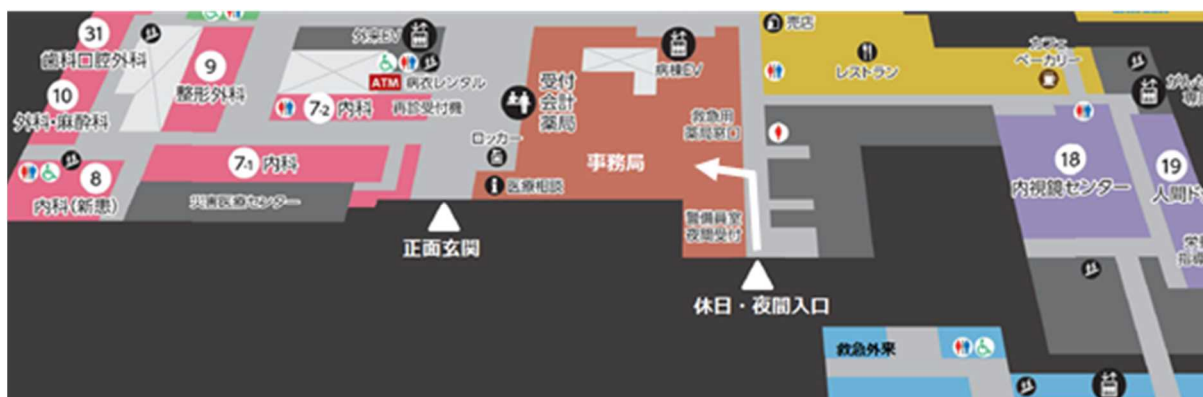 31
歯科口腔外科
9
整形外科
10
外科・麻酔科
8
内科(新患)
外来EV
ATM 病衣レンタル
7-2 内科
再診受付機
7-1 内科
災害医療センター
ロッカー
受付
会計
薬局
医療相談
正面玄関
病棟EV
救急用
薬局窓口
事務局
警備員室
夜間受付
休日・夜間入口
売店
レストラン
カフェ
ベーカリー
18
内視鏡センター
19
人間ド
救急外来